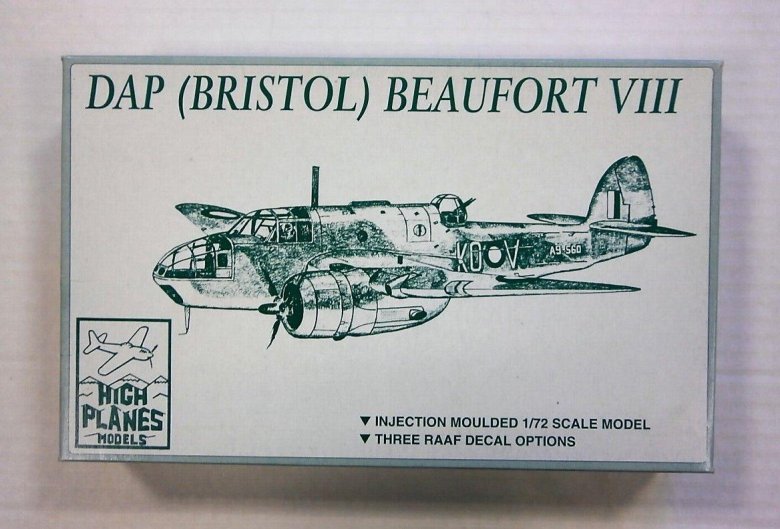 DAP (BRISTOL) BEAUFORT VIII
KO V A9-560
HIGH
PLANES
MODELS
▼ INJECTION MOULDED 1/72 SCALE MODEL
▼ THREE RAAF DECAL OPTIONS